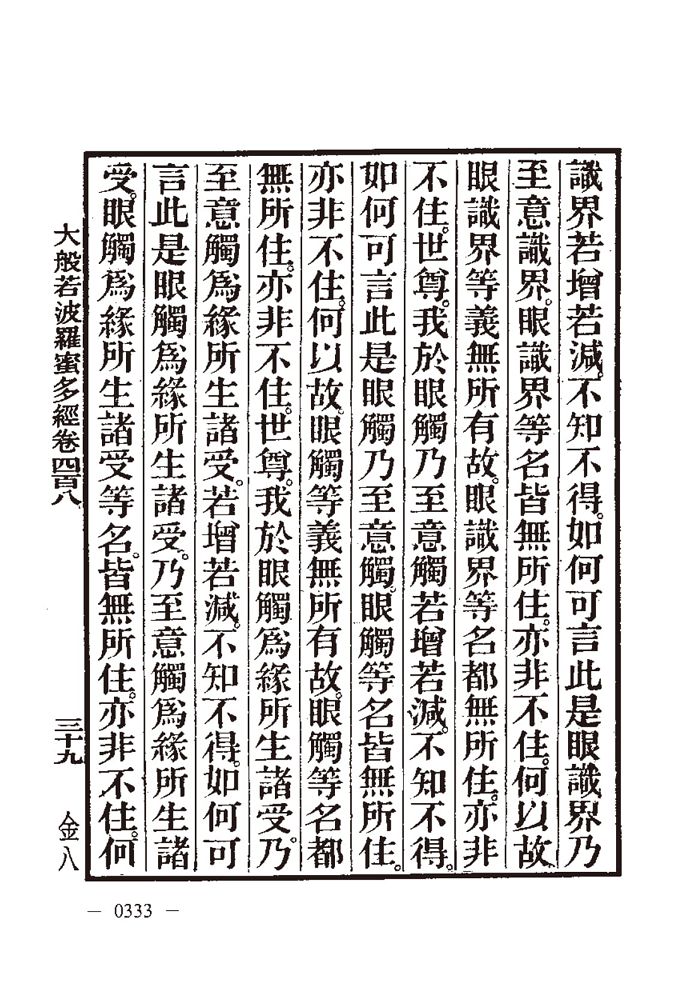 識界若增若減。不知不得。如何可言此是眼識界乃
至意識界。眼識界等名皆無所住。亦非不住。何以故
眼識界等義無所有故。眼識界等名都無所住。亦非
不住。世尊。我於眼觸乃至意觸若增若減。不知不得。
如何可言此是眼觸乃至意觸。眼觸等名皆無所住。
亦非不住。何以故。眼觸等義無所有故。眼觸等名都
無所住。亦非不住。世尊。我於眼觸爲緣所生諸受。乃
至意觸爲緣所生諸受。若增若減。不知不得。如何可
言此是眼觸爲緣所生諸受。乃至意觸爲緣所生諸
受。眼觸爲緣所生諸受等名。皆無所住。亦非不住。何
大般若波羅蜜多經卷四百八
三十九
金八
— 0333 —